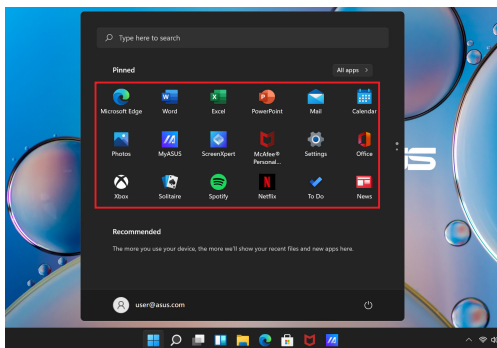 Type here to search
Pinned
All apps >
Microsoft Edge
Word
Excel
PowerPoint
Mail
Calendar
Photos
MyASUS
ScreenXpert
McAfee®
Personal...
Settings
Office
Xbox
Solitaire
Spotify
Netflix
To Do
News
Recommended
The more you use your device, the more we'll show your recent files and new apps here.
user@asus.com